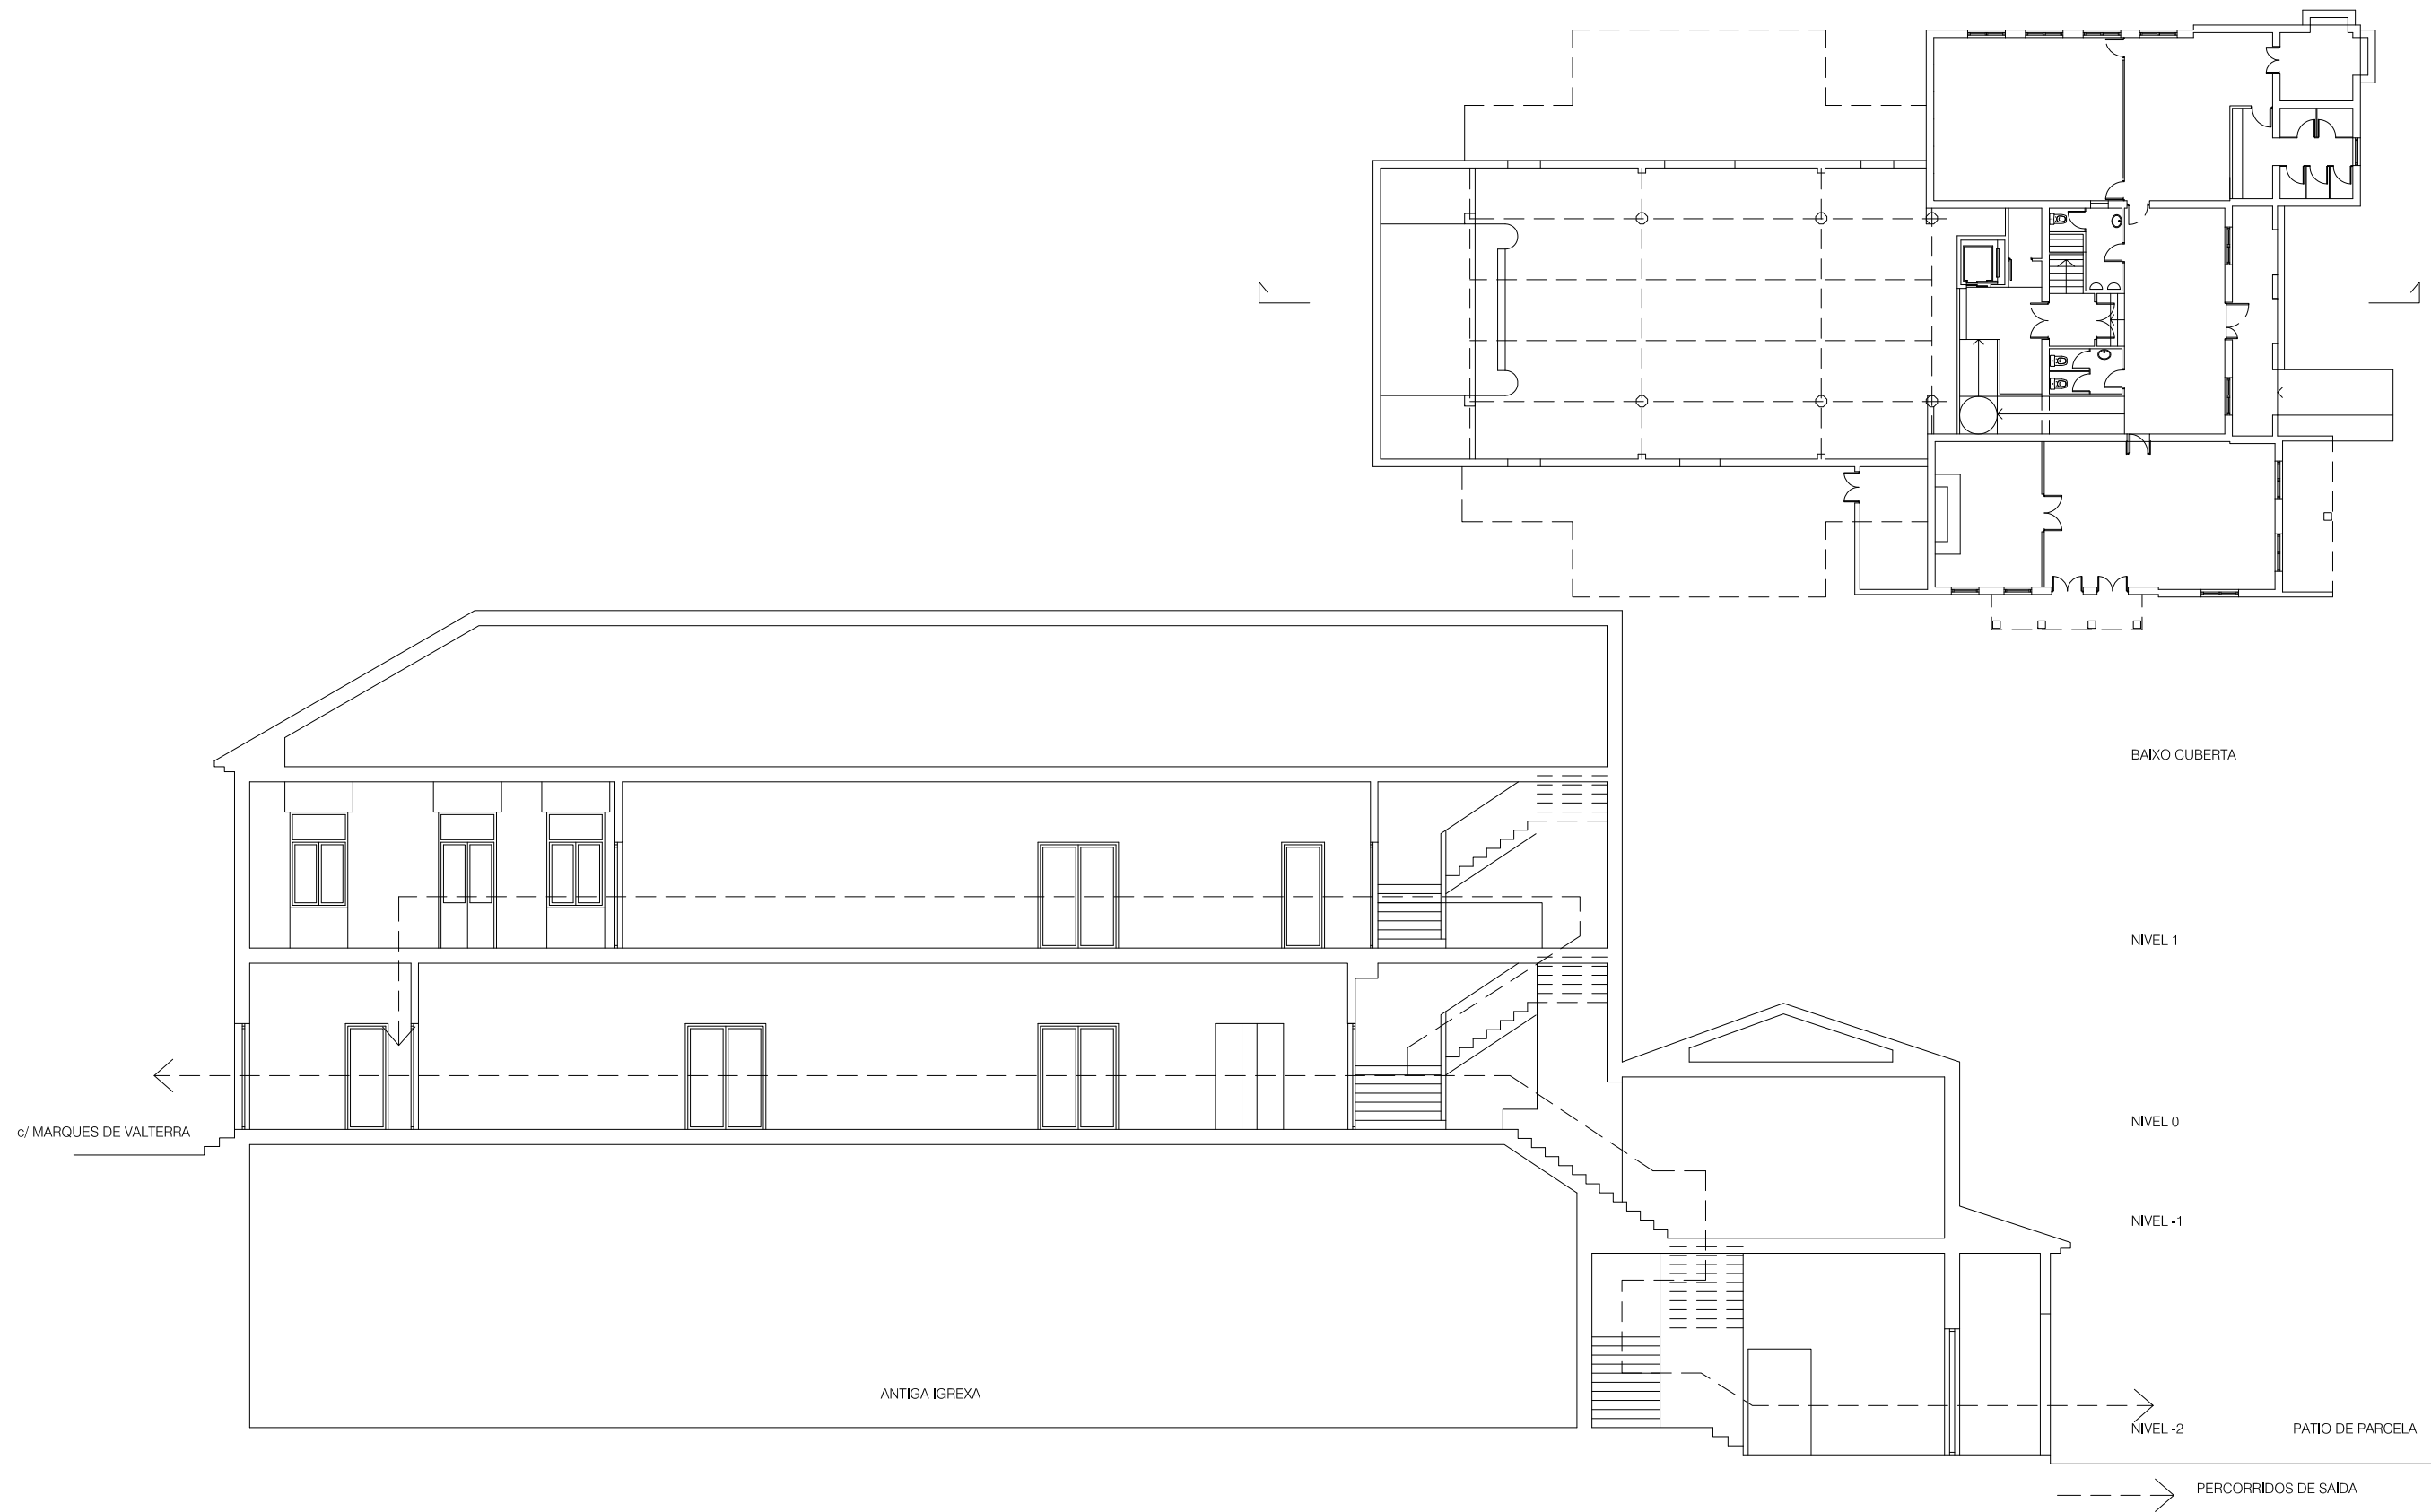 BAIXO CUBERTA
NIVEL 1
NIVEL 0
c/ MARQUES DE VALTERRA
NIVEL -1
ANTIGA IGREXA
NIVEL -2
PATIO DE PARCELA
PERCORRIDOS DE SAÍDA